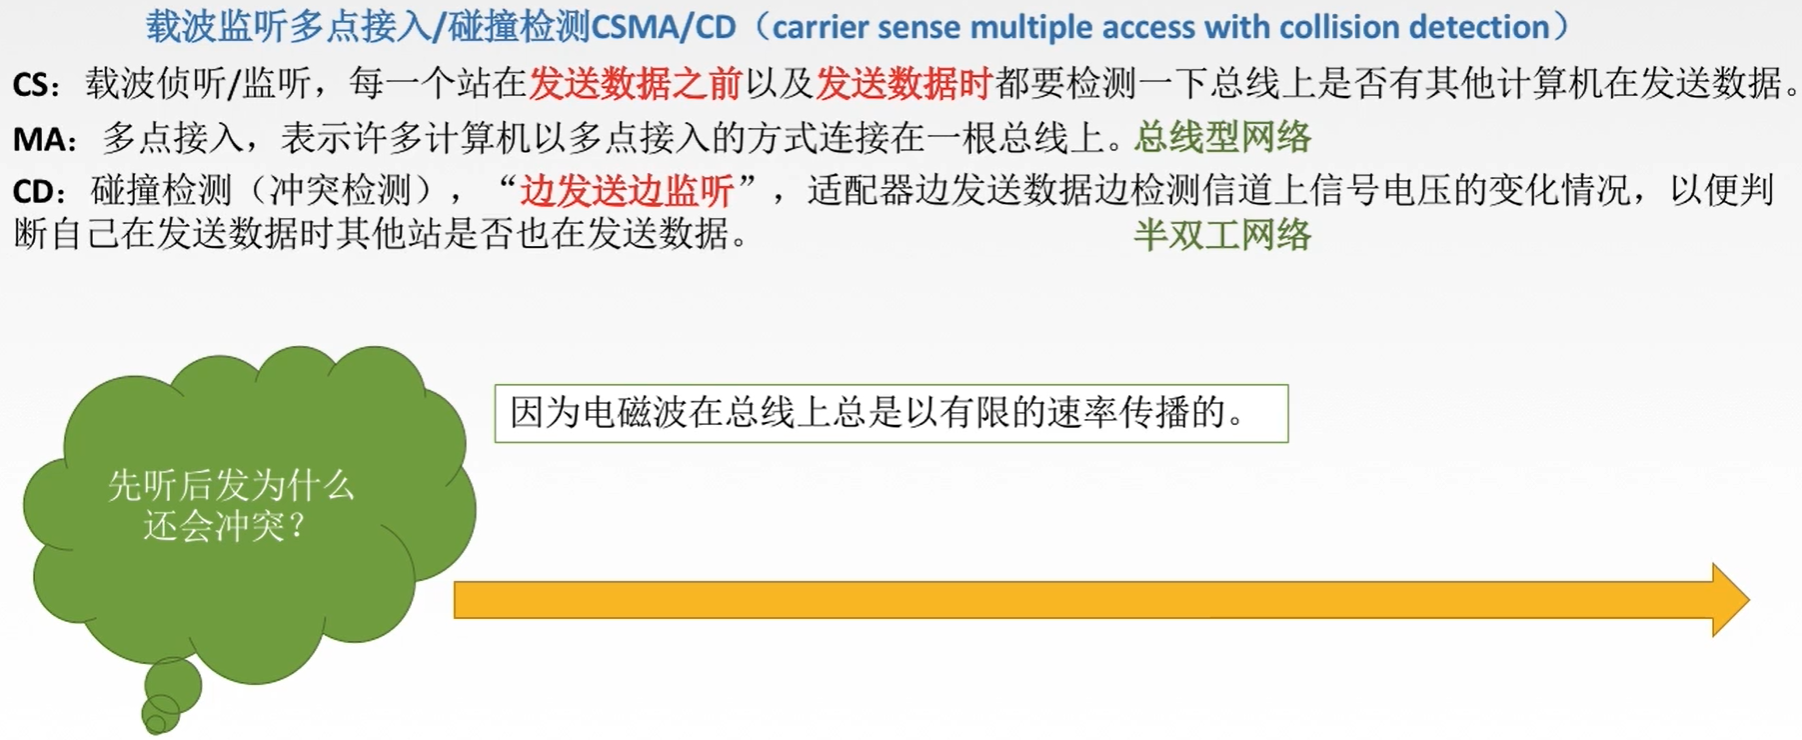 载波监听多点接入/碰撞检测CSMA/CD（carrier sense multiple access with collision detection）
CS：载波侦听/监听，每一个站在发送数据之前以及发送数据时都要检测一下总线上是否有其他计算机在发送数据。
MA：多点接入，表示许多计算机以多点接入的方式连接在一根总线上。总线型网络
CD：碰撞检测（冲突检测），“边发送边监听”，适配器边发送数据边检测信道上信号电压的变化情况，以便判
断自己在发送数据时其他站是否也在发送数据。 半双工网络
因为电磁波在总线上总是以有限的速率传播的。
先听后发为什么
还会冲突？